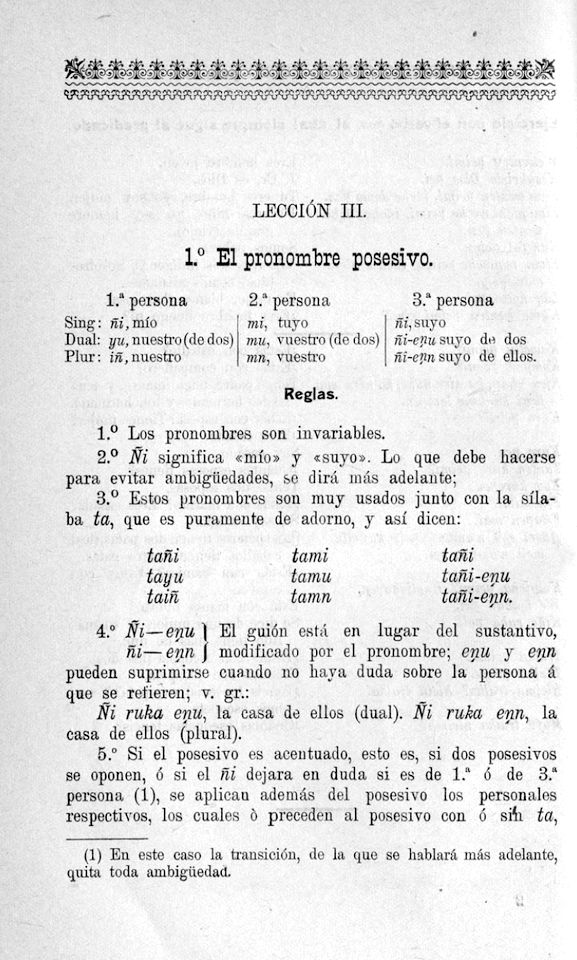 LECCIÓN III.
1.º El pronombre posesivo.
1.ª persona 2.ª persona 3.ª persona
Sing: ñi, mío mi, tuyo ñi, suyo
Dual: yu, nuestro (de dos) mu, vuestro (de dos) ñi-eṇu suyo de dos
Plur: iñ, nuestro mn, vuestro ñi-eṇn suyo de ellos.
Reglas.
1.º Los pronombres son invariables.
2.º Ñi significa «mío» y «suyo». Lo que debe hacerse
para evitar ambigüedades, se dirá más adelante;
3.º Estos pronombres son muy usados junto con la síla-
ba ta, que es puramente de adorno, y así dicen:
tañi tami tañi
tayu tamu tañi-eṇu
taiñ tamn tañi-eṇn.
4.º Ñi—eṇu } El guión está en lugar del sustantivo,
ñi—eṇn } modificado por el pronombre; eṇu y eṇn
pueden suprimirse cuando no haya duda sobre la persona á
que se refieren; v. gr.:
Ñi ruka eṇu, la casa de ellos (dual). Ñi ruka eṇn, la
casa de ellos (plural).
5.º Si el posesivo es acentuado, esto es, si dos posesivos
se oponen, ó si el ñi dejara en duda si es de 1.ª ó de 3.ª
persona (1), se aplican además del posesivo los personales
respectivos, los cuales ò preceden al posesivo con ó sin ta,
(1) En este caso la transición, de la que se hablará más adelante,
quita toda ambigüedad.